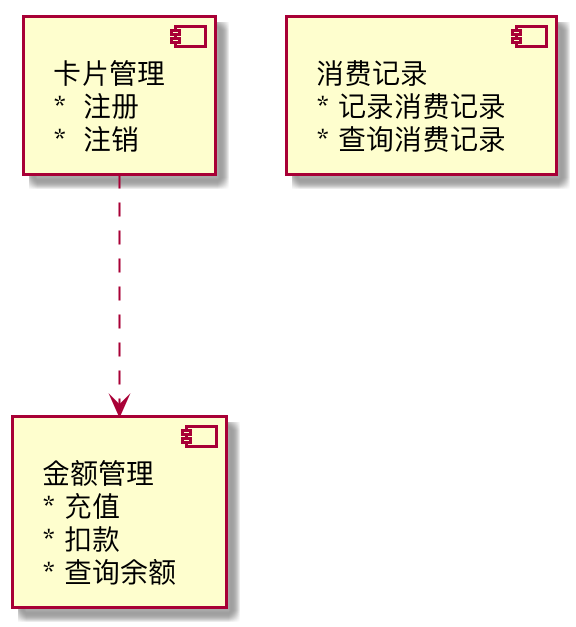 卡片管理
* 注册
* 注销
消费记录
* 记录消费记录
* 查询消费记录
金额管理
* 充值
* 扣款
* 查询余额